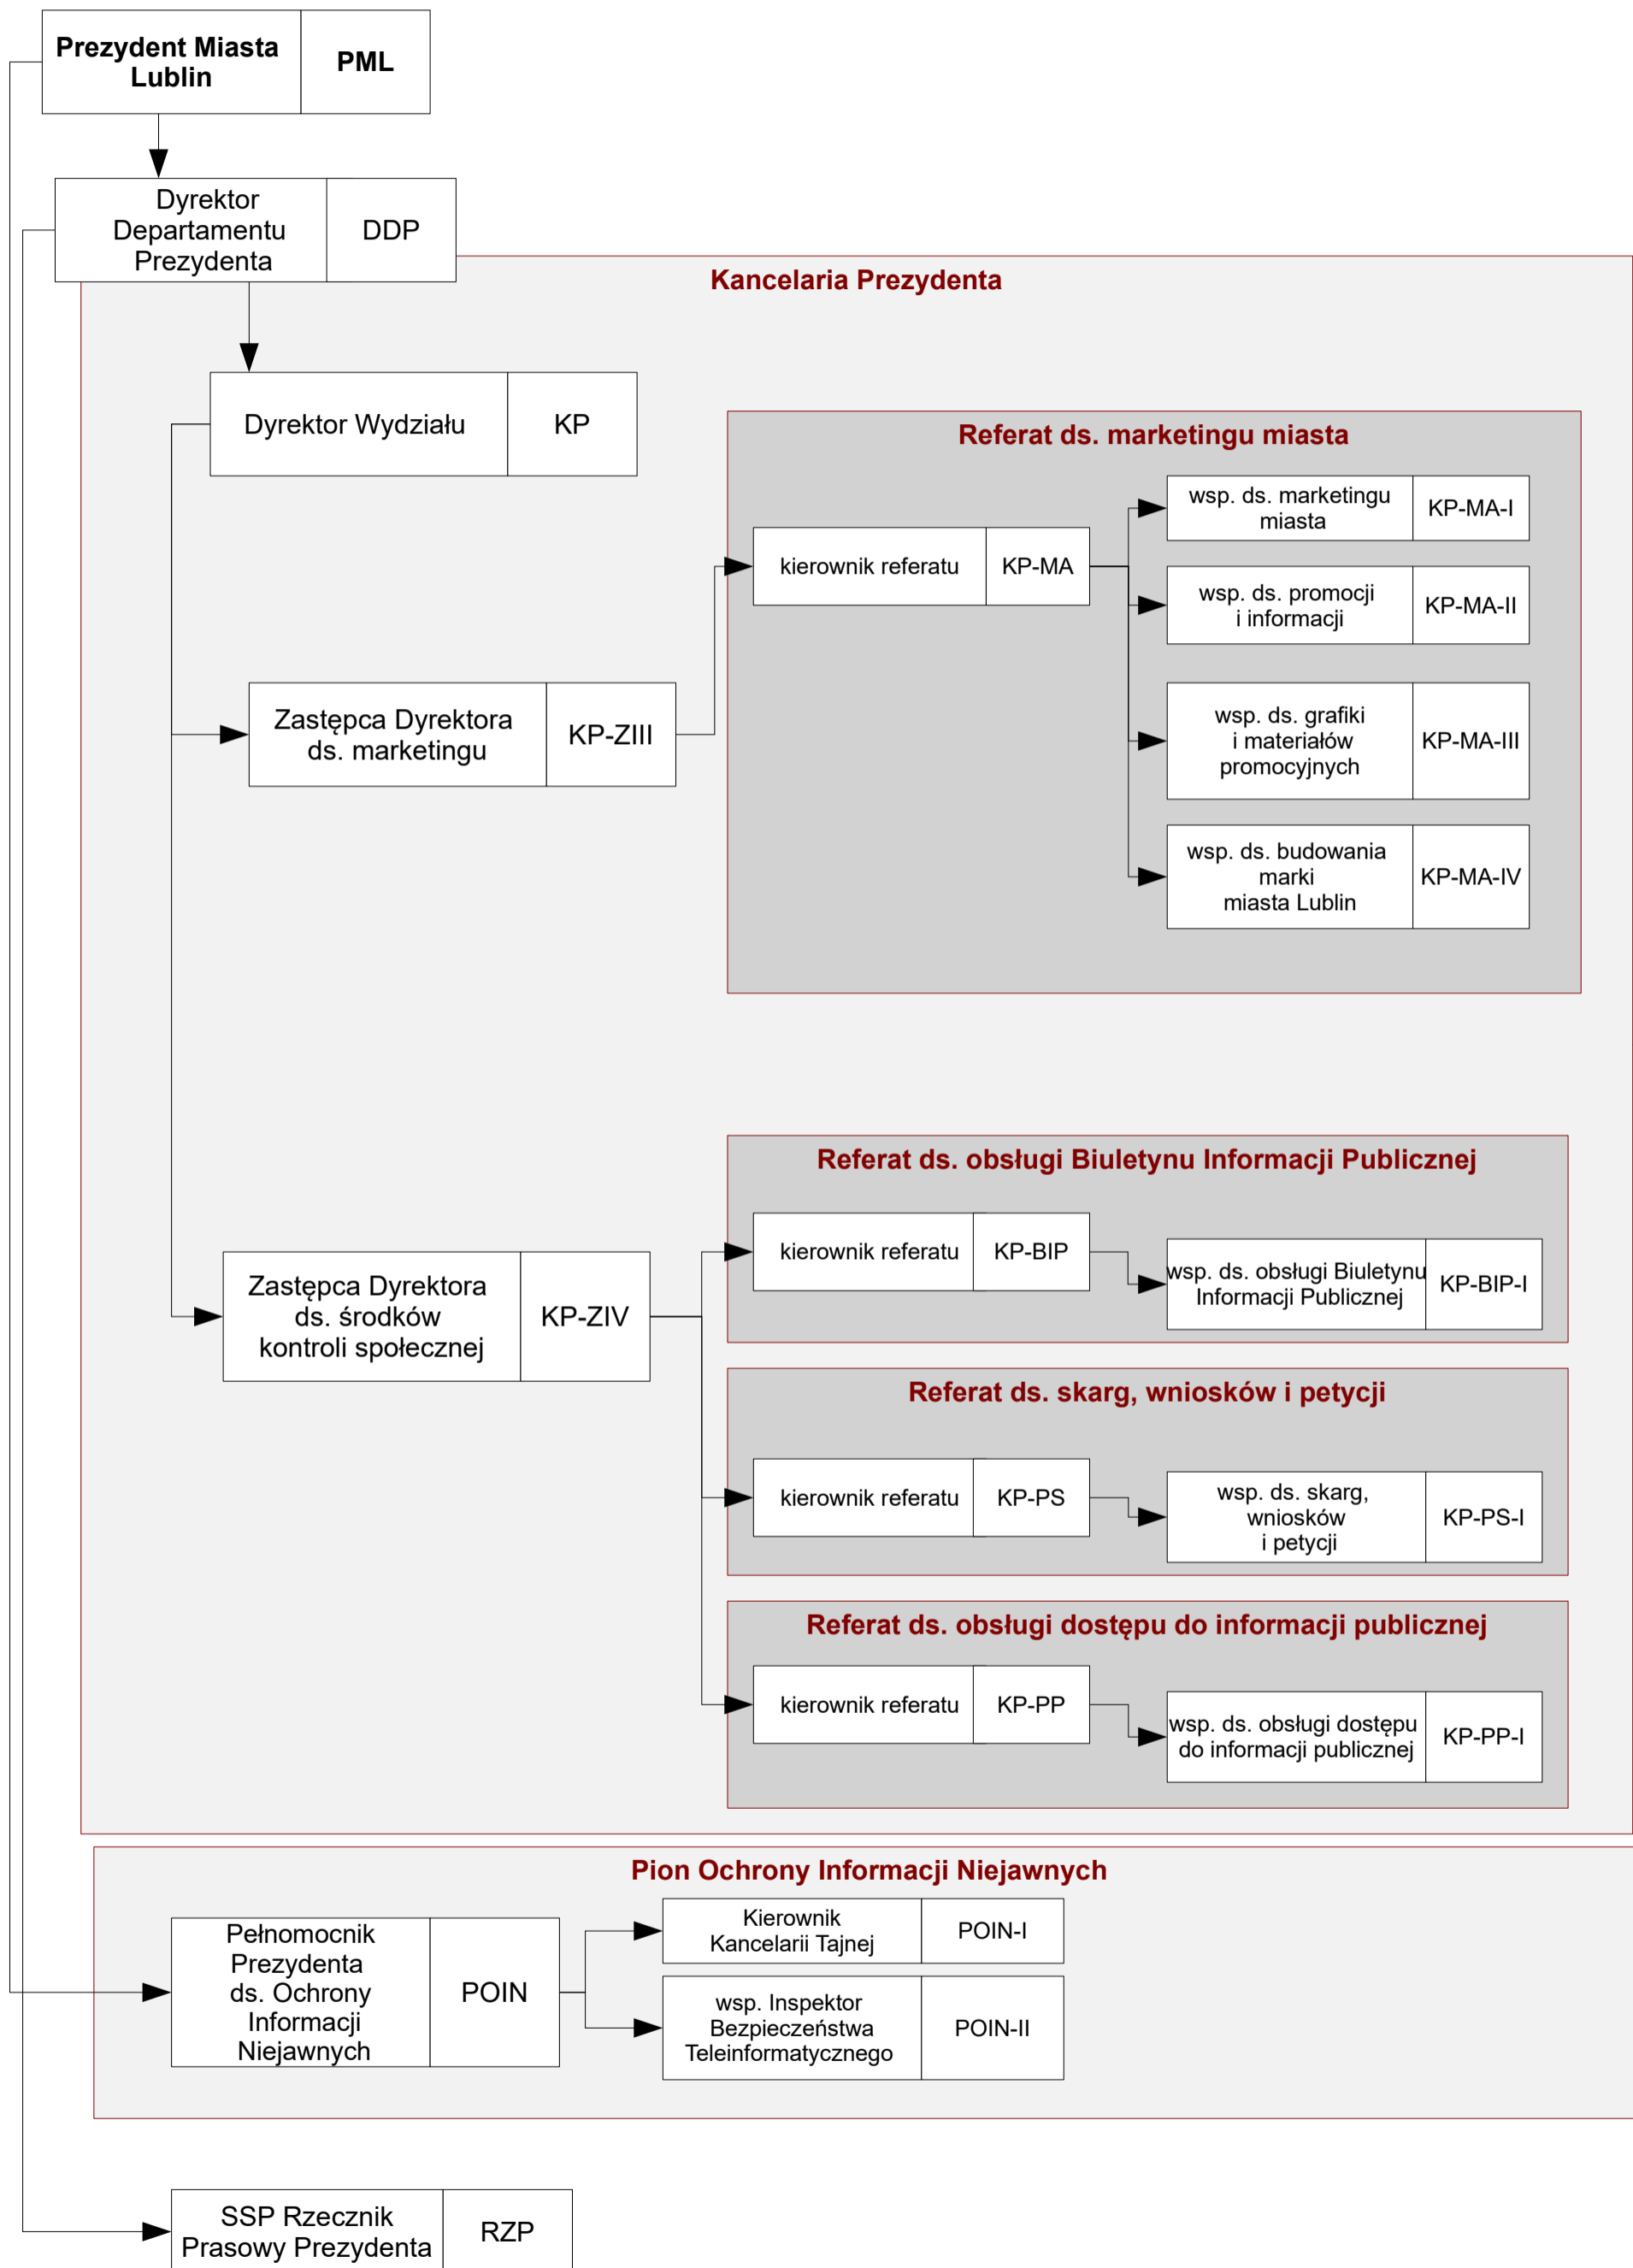 Prezydent Miasta
Lublin
PML
Dyrektor
Departamentu
Prezydenta
DDP
Kancelaria Prezydenta
Dyrektor Wydziału
KP
Referat ds. marketingu miasta
kierownik referatu
KP-MA
wsp. ds. marketingu
miasta
KP-MA-I
wsp. ds. promocji
i informacji
KP-MA-II
Zastępca Dyrektora
ds. marketingu
KP-ZIII
wsp. ds. grafiki
i materiałów
promocyjnych
KP-MA-III
wsp. ds. budowania
marki
miasta Lublin
KP-MA-IV
Referat ds. obsługi Biuletynu Informacji Publicznej
kierownik referatu
KP-BIP
wsp. ds. obsługi Biuletynu
Informacji Publicznej
KP-BIP-I
Zastępca Dyrektora
ds. środków
kontroli społecznej
KP-ZIV
Referat ds. skarg, wniosków i petycji
kierownik referatu
KP-PS
wsp. ds. skarg,
wniosków
i petycji
KP-PS-I
Referat ds. obsługi dostępu do informacji publicznej
kierownik referatu
KP-PP
wsp. ds. obsługi dostępu
do informacji publicznej
KP-PP-I
Pion Ochrony Informacji Niejawnych
Pełnomocnik
Prezydenta
ds. Ochrony
Informacji
Niejawnych
POIN
Kierownik
Kancelarii Tajnej
POIN-I
wsp. Inspektor
Bezpieczeństwa
Teleinformatycznego
POIN-II
SSP Rzecznik
Prasowy Prezydenta
RZP